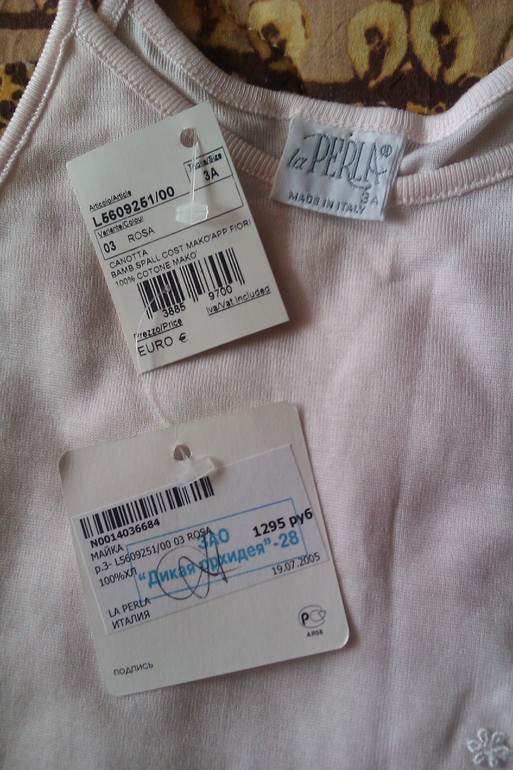 la PERLA®
MADE IN ITALY
3A
Articolo/Article
Taglia/Size
L5609251/00
3A
Variante/Colour
03 ROSA
CANOTTA
BAMB SPALL COST MAKO'APP FIORI
100% COTONE MAKO'
3885 9700
Prezzo/Price
Iva/Vat Included
EURO €
N0014036684
МАЙКА
1295 руб
р.3- L5609251/00 03 ROSA
100%ХЛ
ЗАО
"Дикая орхидея"-28
19.07.2005
LA PERLA
ИТАЛИЯ
РСТ
АЯ56
подпись